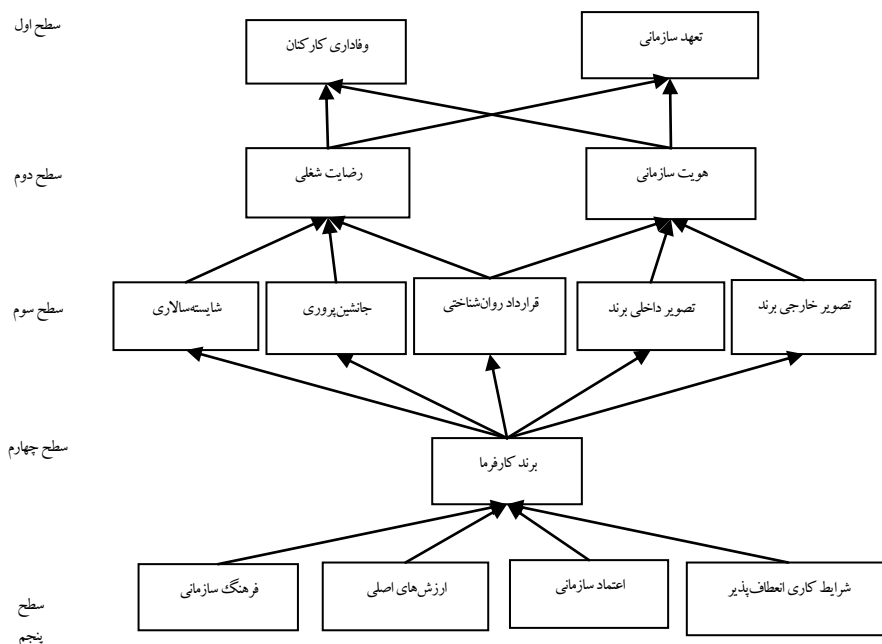 سطح اول
تعهد سازمانی
وفاداری کارکنان
سطح دوم
هویت سازمانی
رضایت شغلی
سطح سوم
تصویر خارجی برند
تصویر داخلی برند
قرارداد روان‌شناختی
جانشین‌پروری
شایسته‌سالاری
سطح چهارم
برند کارفرما
سطح
پنجم
شرایط کاری انعطاف‌پذیر
اعتماد سازمانی
ارزش‌های اصلی
فرهنگ سازمانی